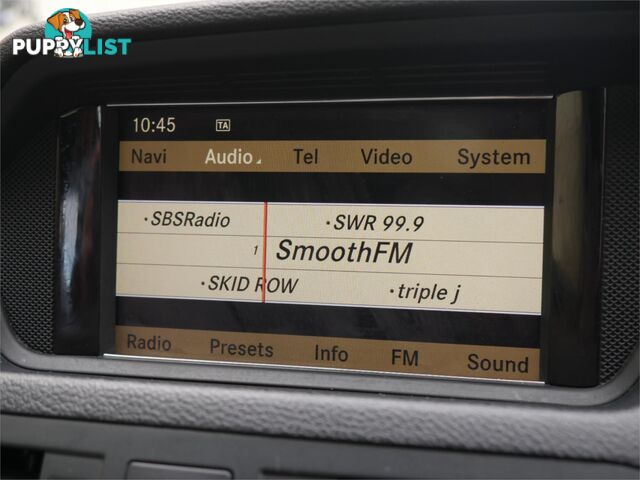 PUPPYLIST
10:45 TA
Navi Audio Tel Video System
·SBSRadio ·SWR 99.9
1 SmoothFM
·SKID ROW ·triple j
Radio Presets Info FM Sound